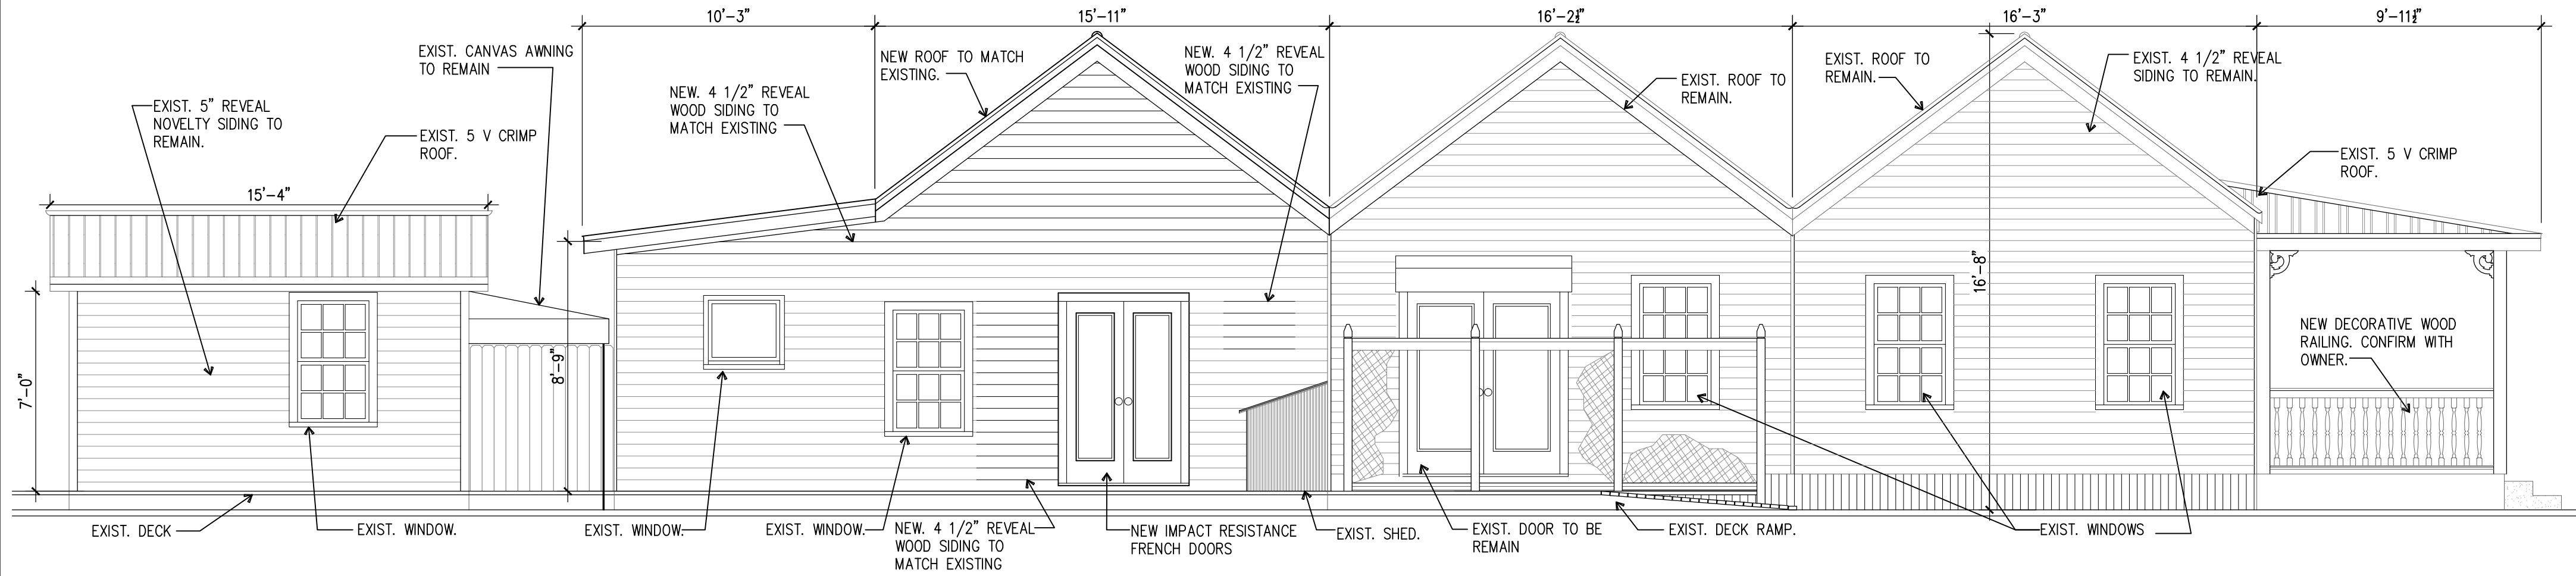 10'-3"
15'-11"
16'-2½"
16'-3"
9'-11½"
EXIST. CANVAS AWNING
TO REMAIN
NEW ROOF TO MATCH
EXISTING.
NEW. 4 1/2" REVEAL
WOOD SIDING TO
MATCH EXISTING
EXIST. ROOF TO
REMAIN.
EXIST. ROOF TO
REMAIN.
EXIST. 4 1/2" REVEAL
SIDING TO REMAIN.
EXIST. 5" REVEAL
NOVELTY SIDING TO
REMAIN.
NEW. 4 1/2" REVEAL
WOOD SIDING TO
MATCH EXISTING
EXIST. 5 V CRIMP
ROOF.
EXIST. 5 V CRIMP
ROOF.
15'-4"
16'-8"
7'-0"
8'-9"
NEW DECORATIVE WOOD
RAILING. CONFIRM WITH
OWNER.
EXIST. DECK
EXIST. WINDOW.
EXIST. WINDOW.
EXIST. WINDOW.
NEW. 4 1/2" REVEAL
WOOD SIDING TO
MATCH EXISTING
NEW IMPACT RESISTANCE
FRENCH DOORS
EXIST. SHED.
EXIST. DOOR TO BE
REMAIN
EXIST. DECK RAMP.
EXIST. WINDOWS